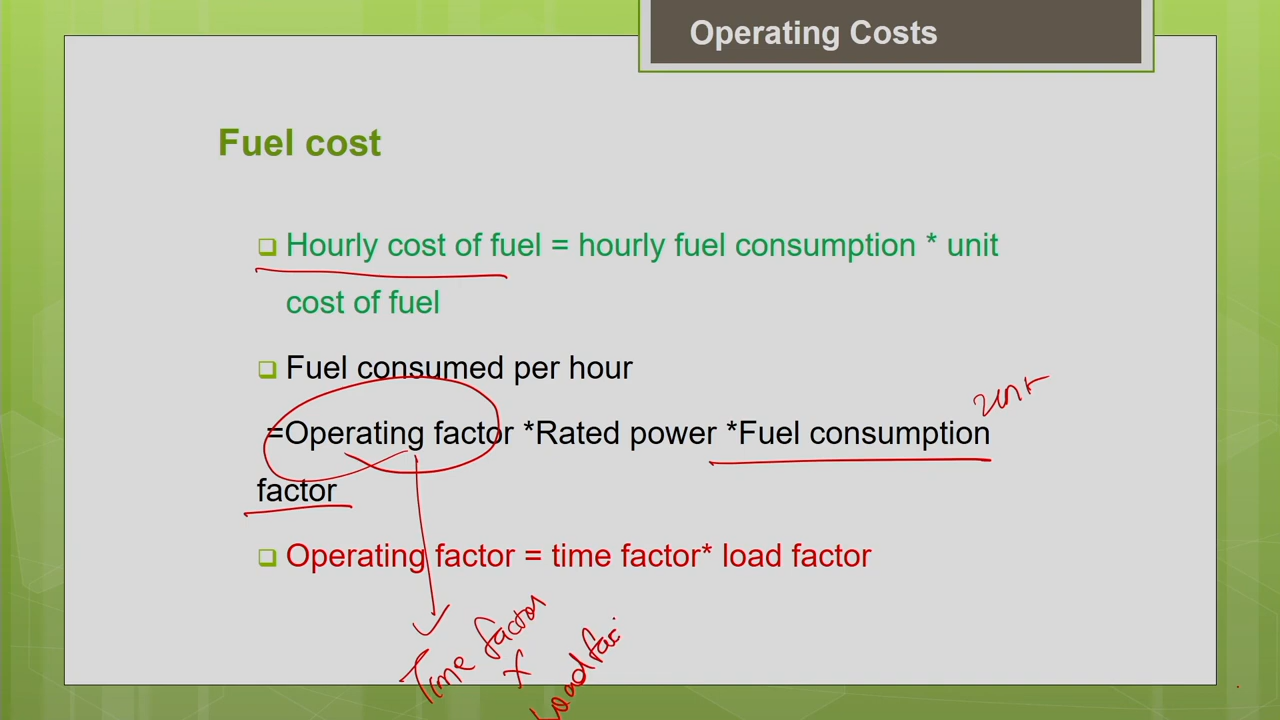 Operating Costs
Fuel cost
Hourly cost of fuel = hourly fuel consumption * unit
cost of fuel
Fuel consumed per hour
=Operating factor *Rated power *Fuel consumption
factor
Operating factor = time factor* load factor
Time factor
x
Load fac